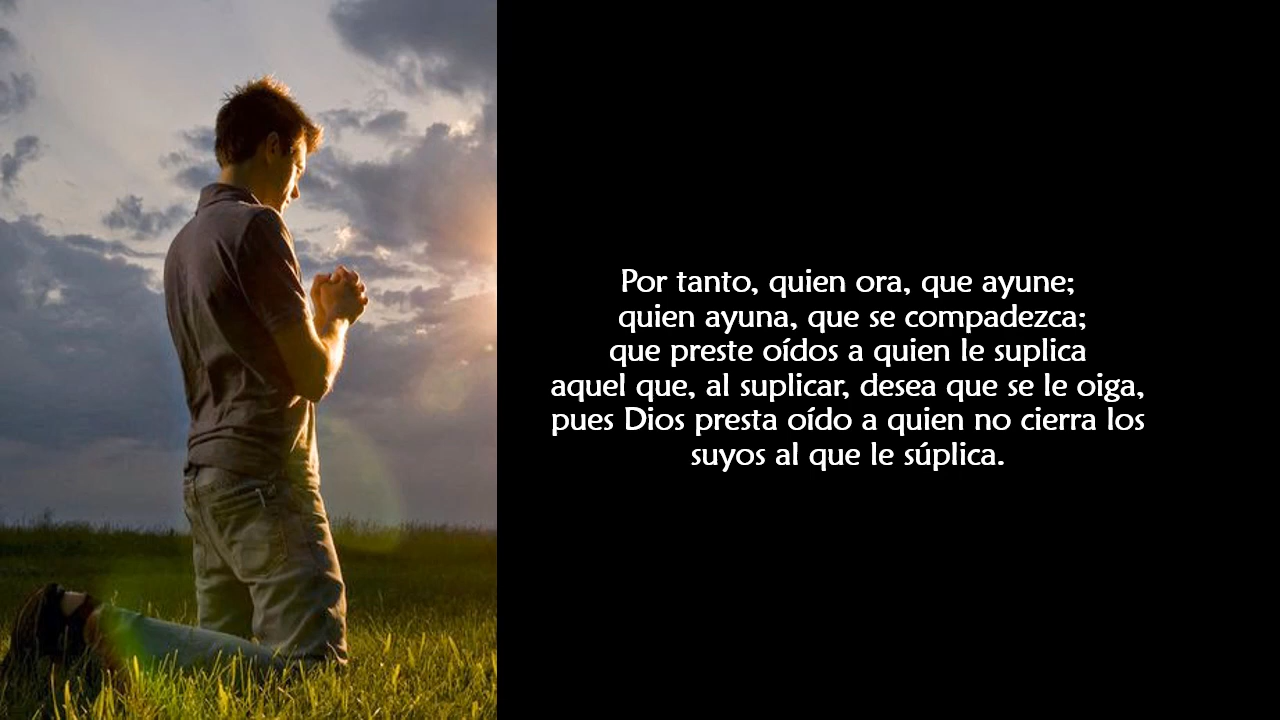 Por tanto, quien ora, que ayune;
quien ayuna, que se compadezca;
que preste oídos a quien le suplica
aquel que, al suplicar, desea que se le oiga,
pues Dios presta oído a quien no cierra los
suyos al que le súplica.